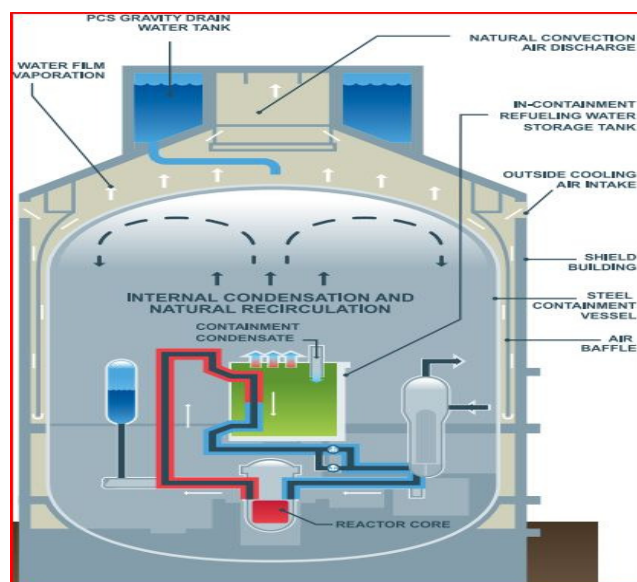 PCS GRAVITY DRAIN
WATER TANK
NATURAL CONVECTION
AIR DISCHARGE
WATER FILM
VAPORATION
IN-CONTAINMENT
REFUELING WATER
STORAGE TANK
OUTSIDE COOLING
AIR INTAKE
SHIELD
BUILDING
STEEL
CONTAINMENT
VESSEL
AIR
BAFFLE
INTERNAL CONDENSATION AND
NATURAL RECIRCULATION
CONTAINMENT
CONDENSATE
REACTOR CORE